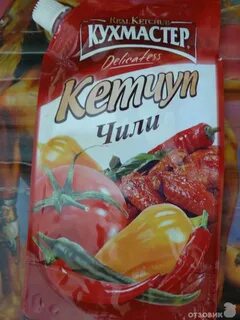 REAL KETCHUP
КУХМАСТЕР
Delicatess
Кетчуп
Чили
ОТЗОВИК